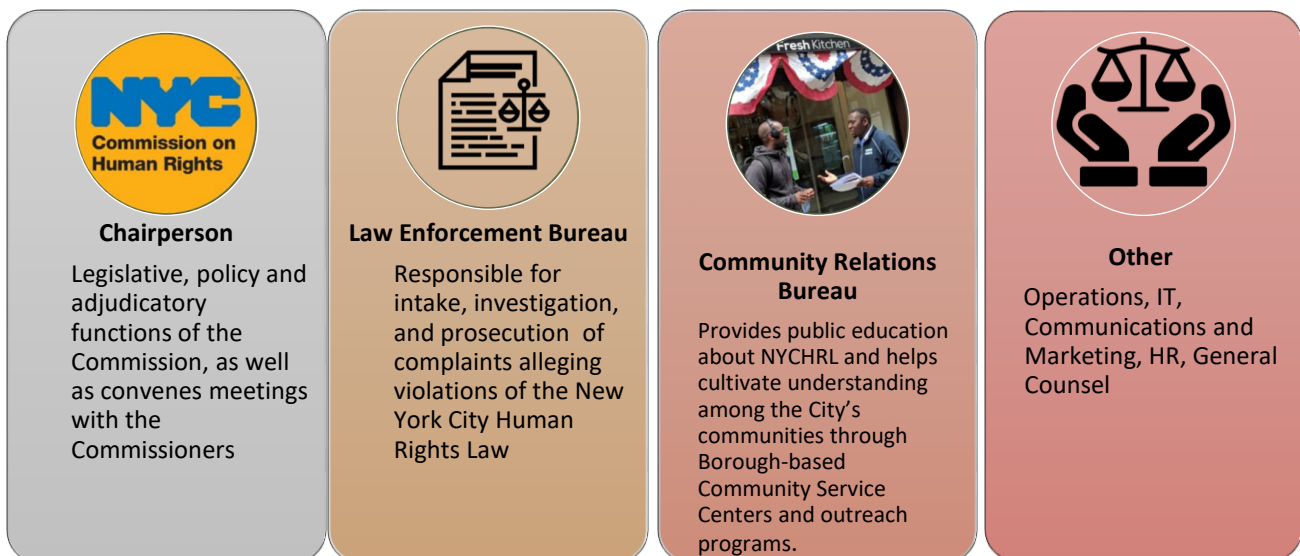 NYC
Commission on
Human Rights
Chairperson
Legislative, policy and
adjudicatory
functions of the
Commission, as well
as convenes meetings
with the
Commissioners
Law Enforcement Bureau
Responsible for
intake, investigation,
and prosecution  of
complaints alleging
violations of the New
York City Human
Rights Law
Fresh Kitchen
Community Relations
Bureau
Provides public education
about NYCHRL and helps
cultivate understanding
among the City’s
communities through
Borough-based
Community Service
Centers and outreach
programs.
Other
Operations, IT,
Communications and
Marketing, HR, General
Counsel